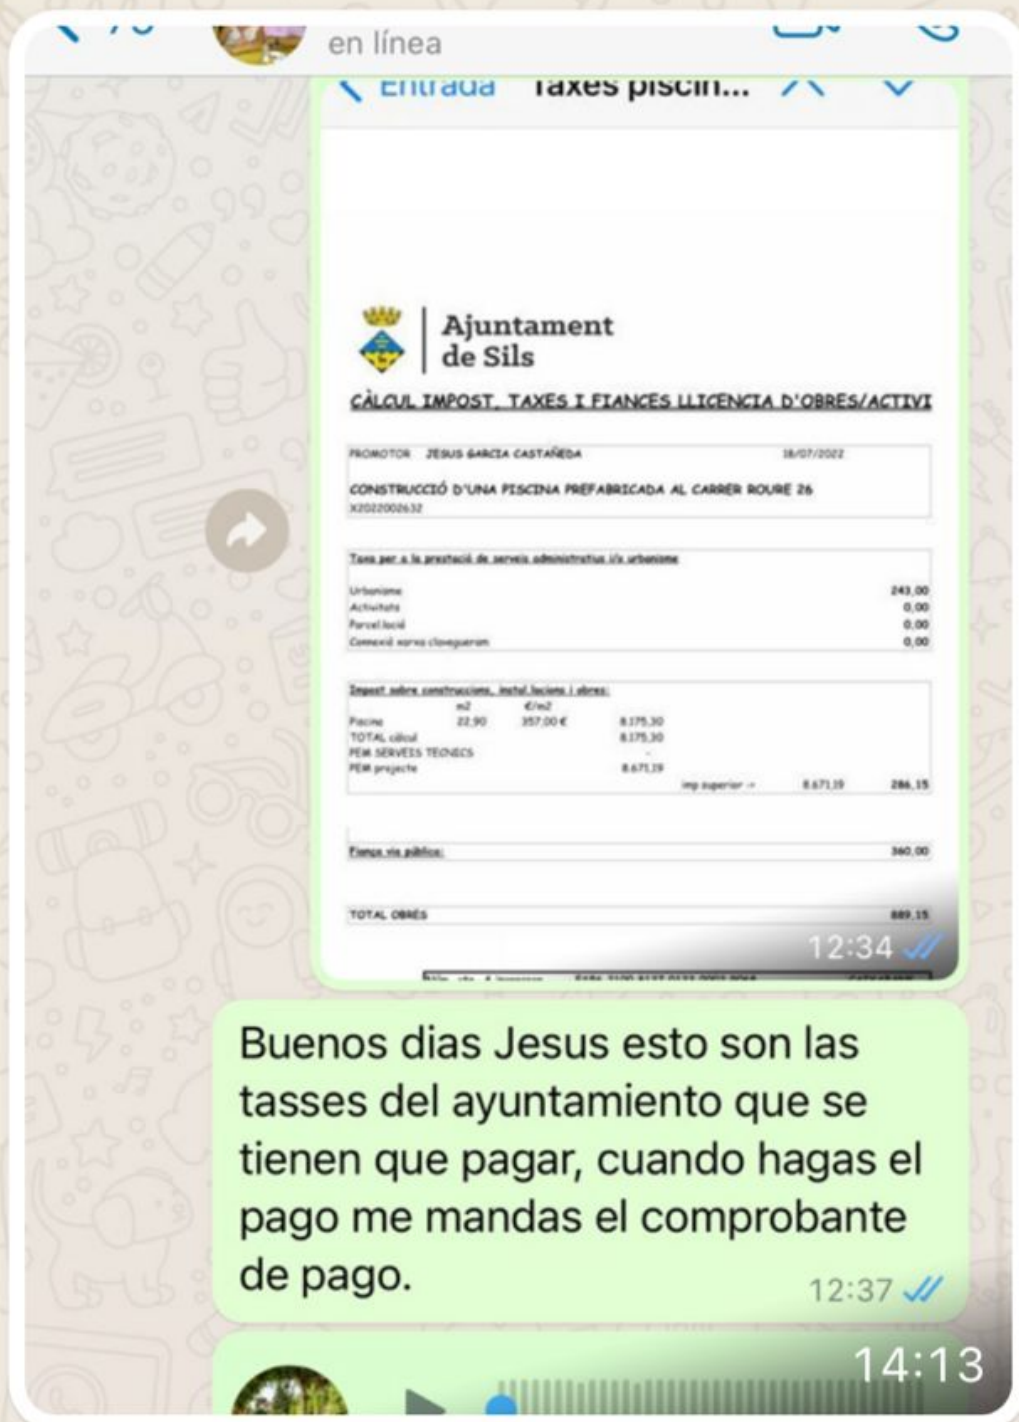 en línea
Entrada Taxes piscin...
Ajuntament
de Sils
CÀLCUL IMPOST, TAXES I FIANCES LLICENCIA D'OBRES/ACTIVI
PROMOTOR JESUS GARCIA CASTAÑEDA 18/07/2022
CONSTRUCCIÓ D'UNA PISCINA PREFABRICADA AL CARRER ROURE 26
X2022002632
Taxa per a la prestació de serveis administratius i/o urbanisme
Urbanisme 243,00
Activitats 0,00
Parcel.lació 0,00
Connexió xarxa clavegueram 0,00
Impost sobre construccions, instal.lacions i obres:
m2 €/m2
Piscina 22,90 357,00 € 8.175,30
TOTAL càlcul 8.175,30
PEM SERVEIS TECNICS -
PEM projecte 8.671,19
imp superior -> 8.671,19 286,15
Fiança via pública: 360,00
TOTAL OBRES 889,15
12:34
Buenos dias Jesus esto son las
tasses del ayuntamiento que se
tienen que pagar, cuando hagas el
pago me mandas el comprobante
de pago.
12:37
14:13